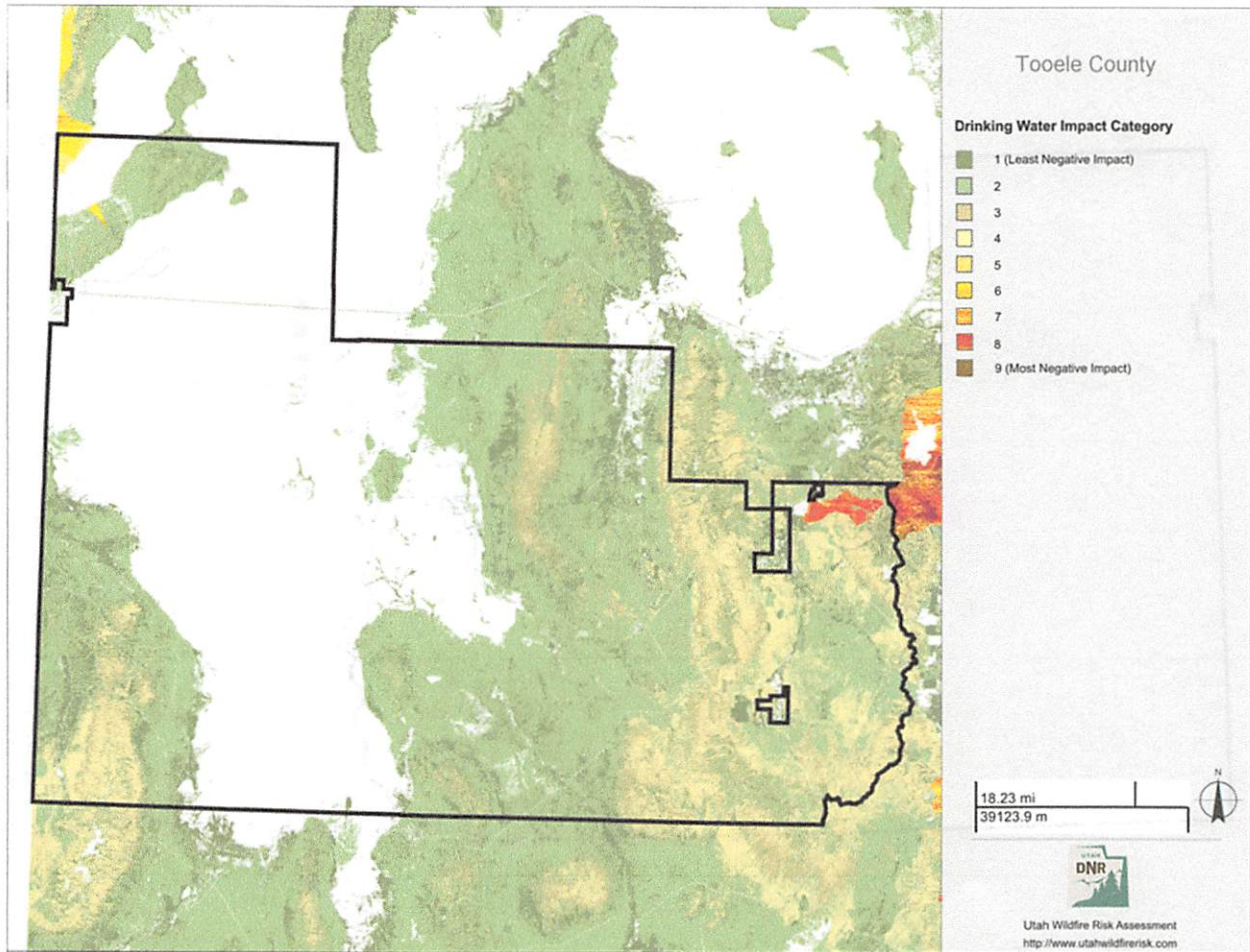 Tooele County
Drinking Water Impact Category
1 (Least Negative Impact)
2
3
4
5
6
7
8
9 (Most Negative Impact)
N
18.23 mi
39123.9 m
UTAH
DNR
Utah Wildfire Risk Assessment
http://www.utahwildfirerisk.com